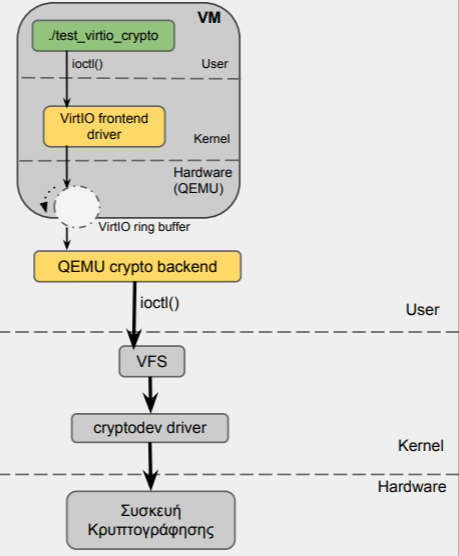 VM
./test_virtio_crypto
ioctl()
User
VirtIO frontend
driver
Kernel
Hardware
(QEMU)
VirtIO ring buffer
QEMU crypto backend
ioctl()
User
VFS
cryptodev driver
Kernel
Hardware
Συσκευή
Κρυπτογράφησης